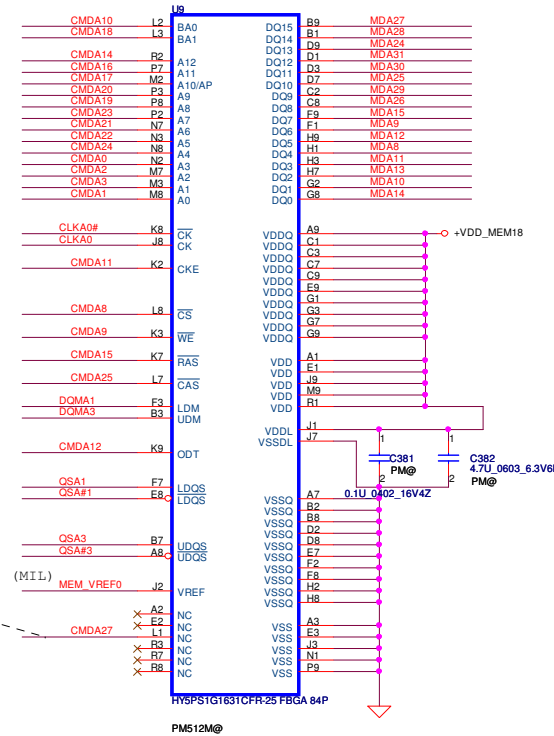 U9
CMDA10 L2 BA0 DQ15 B9 MDA27
CMDA18 L3 BA1 DQ14 B1 MDA28
DQ13 D9 MDA24
CMDA14 R2 A12 DQ12 D1 MDA31
CMDA16 P7 A11 DQ11 D3 MDA30
CMDA17 M2 A10/AP DQ10 D7 MDA25
CMDA20 P3 A9 DQ9 C2 MDA29
CMDA19 P8 A8 DQ8 C8 MDA26
CMDA23 P2 A7 DQ7 F9 MDA15
CMDA21 N7 A6 DQ6 F1 MDA9
CMDA22 N3 A5 DQ5 H9 MDA12
CMDA24 N8 A4 DQ4 H1 MDA8
CMDA0 N2 A3 DQ3 H3 MDA11
CMDA2 M7 A2 DQ2 H7 MDA13
CMDA3 M3 A1 DQ1 G2 MDA10
CMDA1 M8 A0 DQ0 G8 MDA14
CLKA0# K8 CK VDDQ A9 +VDD_MEM18
CLKA0 J8 CK VDDQ C1
VDDQ C3
CMDA11 K2 CKE VDDQ C7
VDDQ C9
VDDQ E9
VDDQ G1
CMDA8 L8 CS VDDQ G3
VDDQ G7
CMDA9 K3 WE VDDQ G9
CMDA15 K7 RAS VDD A1
VDD E1
CMDA25 L7 CAS VDD J9
VDD M9
DQMA1 F3 LDM VDD R1
DQMA3 B3 UDM
VDDL J1
VSSDL J7
1 1
CMDA12 K9 ODT
C381 C382
PM@ 4.7U_0603_6.3V6
2 2 PM@
0.1U_0402_16V4Z
QSA1 F7 LDQS
QSA#1 E8 LDQS VSSQ A7
VSSQ B2
VSSQ B8
VSSQ D2
QSA3 B7 UDQS VSSQ D8
QSA#3 A8 UDQS VSSQ E7
VSSQ F2
(MIL) VSSQ F8
MEM_VREF0 J2 VREF VSSQ H2
VSSQ H8
A2 NC
E2 NC VSS A3
CMDA27 L1 NC VSS E3
R3 NC VSS J3
R7 NC VSS N1
R8 NC VSS P9
HY5PS1G1631CFR-25 FBGA 84P
PM512M@